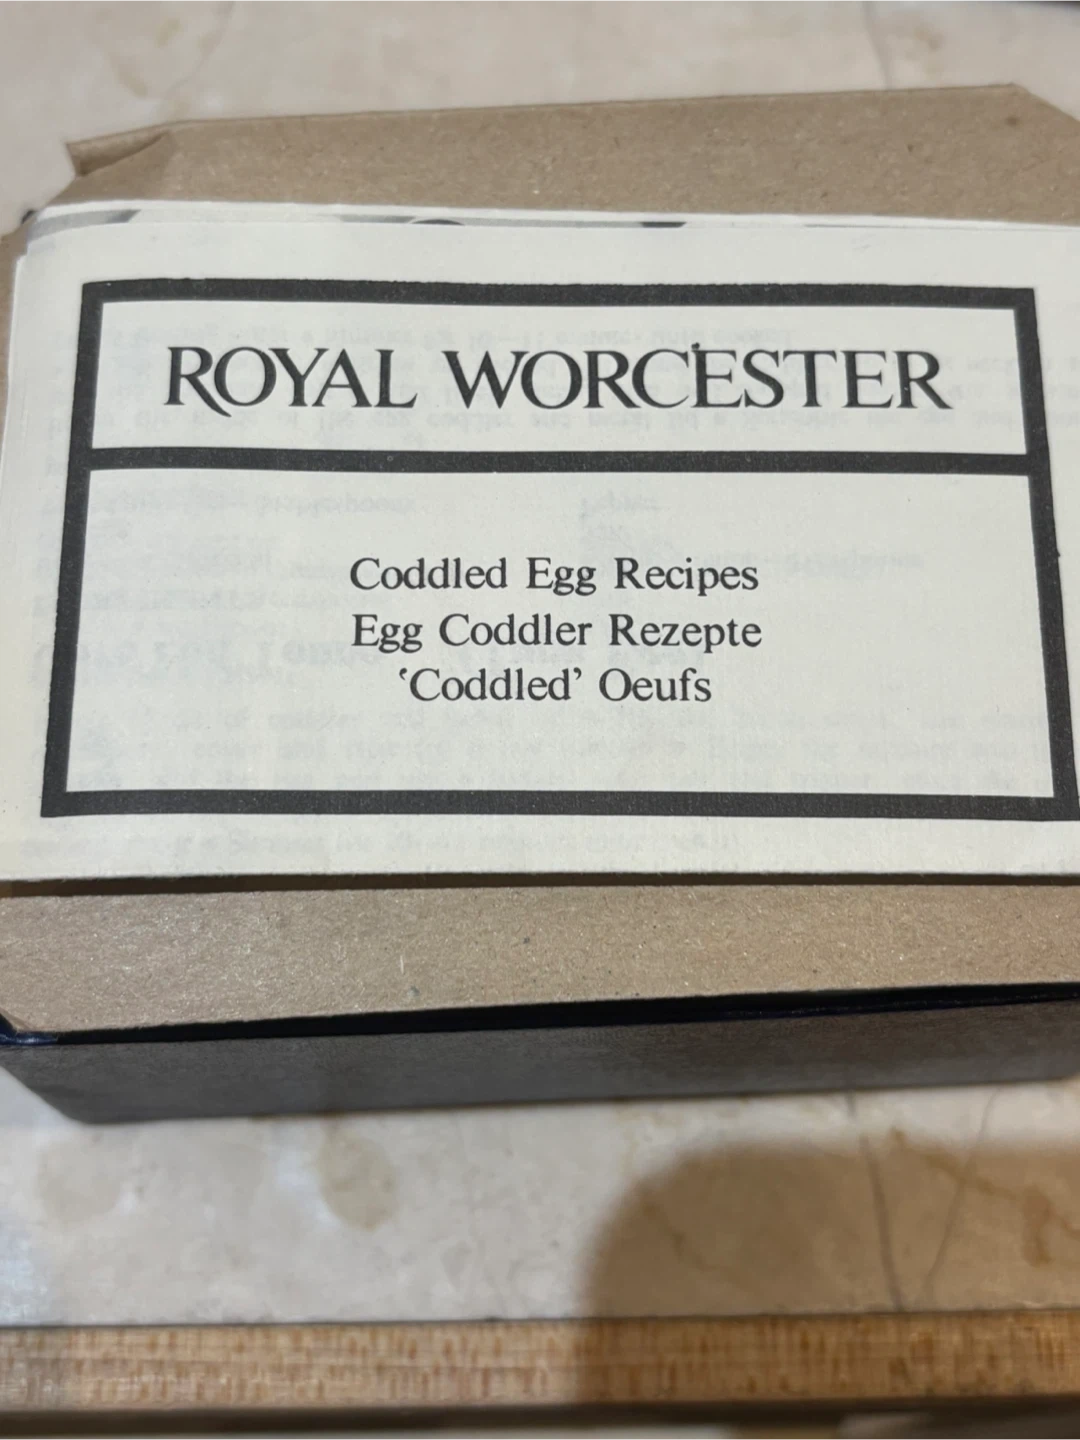 ROYAL WORCESTER
Coddled Egg Recipes
Egg Coddler Rezepte
‘Coddled’ Oeufs